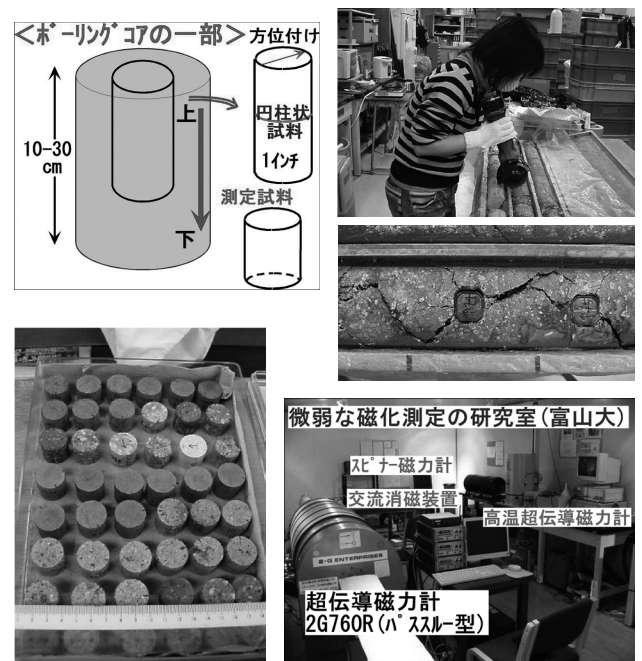 ＜ﾎﾞｰﾘﾝｸﾞコアの一部＞
方位付け
上
10-30
cm
下
円柱状
試料
1インチ
測定試料
微弱な磁化測定の研究室(富山大)
ｽﾋﾟﾅｰ磁力計
交流消磁装置
高温超伝導磁力計
2-G ENTERPRISES
超伝導磁力計
2G760R(ﾊﾟｽｽﾙｰ型)